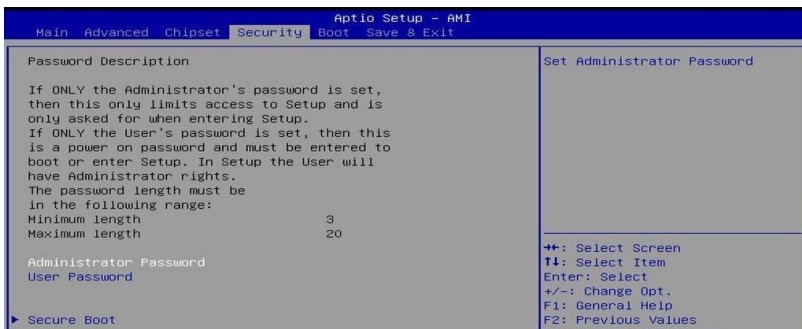 Aptio Setup - AMI
Main Advanced Chipset Security Boot Save & Exit
Password Description
If ONLY the Administrator's password is set,
then this only limits access to Setup and is
only asked for when entering Setup.
If ONLY the User's password is set, then this
is a power on password and must be entered to
boot or enter Setup. In Setup the User will
have Administrator rights.
The password length must be
in the following range:
Minimum length 3
Maximum length 20
Administrator Password
User Password
Secure Boot
Set Administrator Password
→←: Select Screen
↑↓: Select Item
Enter: Select
+/-: Change Opt.
F1: General Help
F2: Previous Values